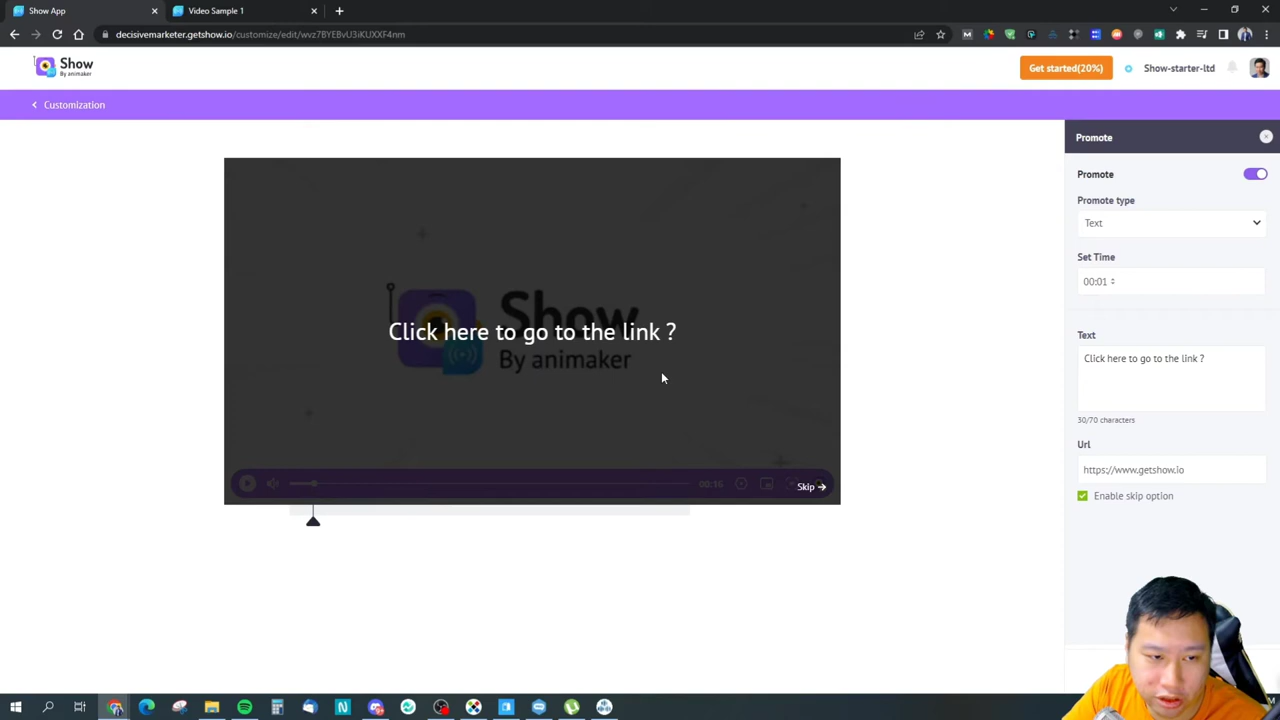 Show App
Video Sample 1
decisivemarketer.getshow.io/customize/edit/wvz7BYEBvU3iKUXXF4nm
Show
By animaker
Get started(20%)
Show-starter-ltd
Customization
Promote
Promote
Promote type
Text
Set Time
00:01
Text
Click here to go to the link ?
30/70 characters
Url
https://www.getshow.io
Enable skip option
Show
Click here to go to the link ?
By animaker
00:16
Skip →